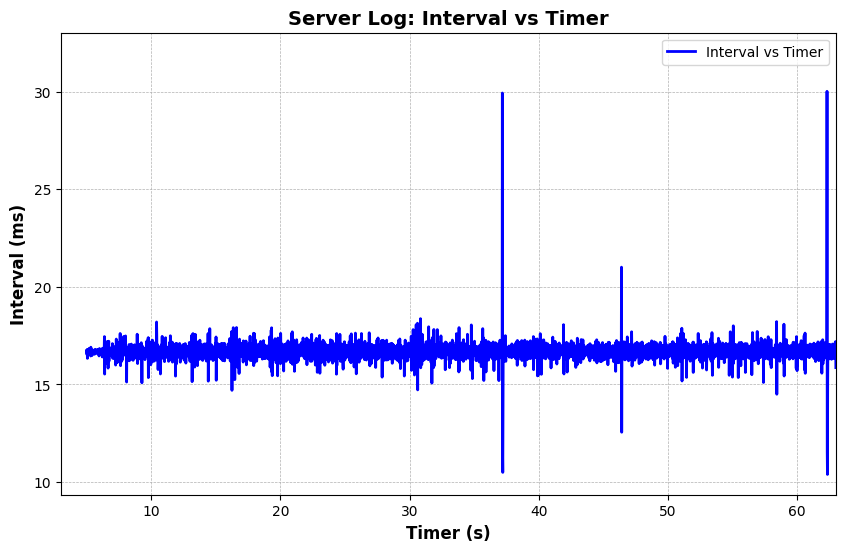 Server Log: Interval vs Timer
Interval vs Timer
30
25
20
15
10
Interval (ms)
10 20 30 40 50 60
Timer (s)